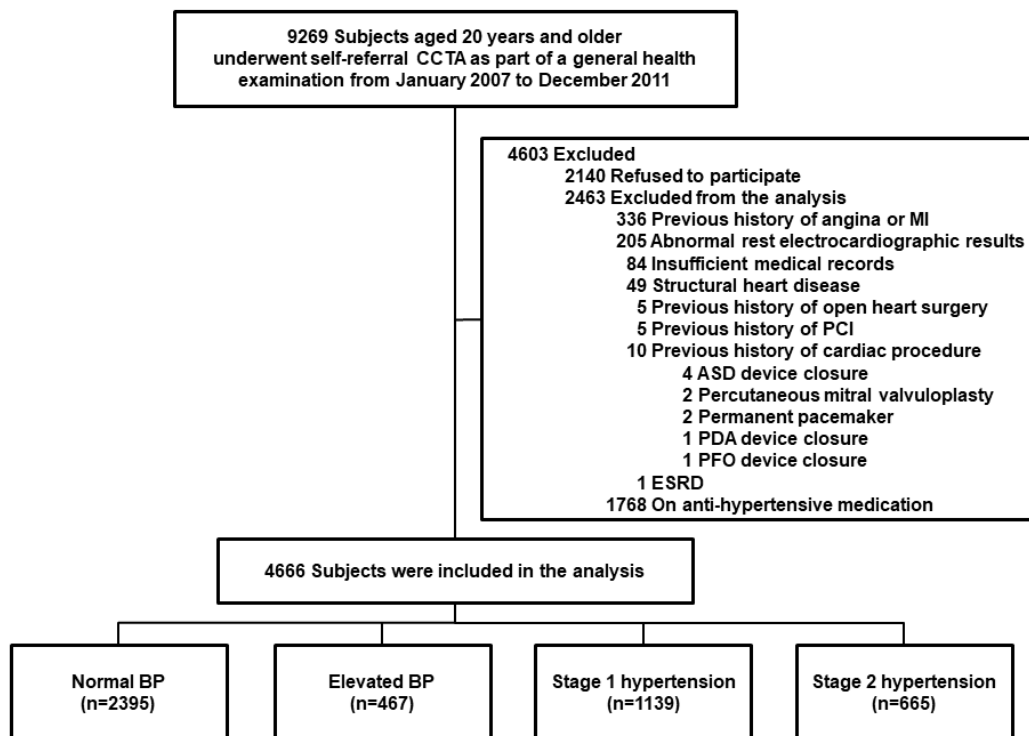 9269 Subjects aged 20 years and older
underwent self-referral CCTA as part of a general health
examination from January 2007 to December 2011
4603 Excluded
2140 Refused to participate
2463 Excluded from the analysis
336 Previous history of angina or MI
205 Abnormal rest electrocardiographic results
84 Insufficient medical records
49 Structural heart disease
5 Previous history of open heart surgery
5 Previous history of PCI
10 Previous history of cardiac procedure
4 ASD device closure
2 Percutaneous mitral valvuloplasty
2 Permanent pacemaker
1 PDA device closure
1 PFO device closure
1 ESRD
1768 On anti-hypertensive medication
4666 Subjects were included in the analysis
Normal BP
(n=2395)
Elevated BP
(n=467)
Stage 1 hypertension
(n=1139)
Stage 2 hypertension
(n=665)